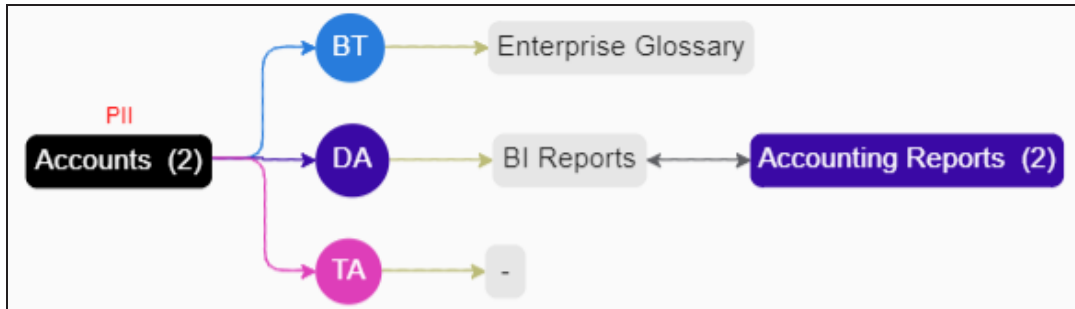 BT
Enterprise Glossary
PII
Accounts (2)
DA
BI Reports
Accounting Reports (2)
TA
-